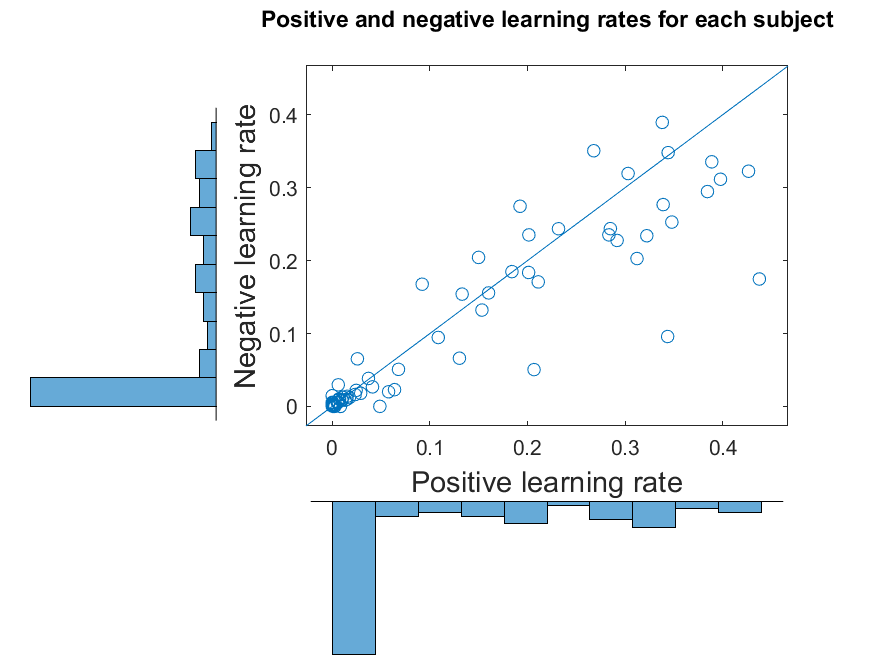 Positive and negative learning rates for each subject
Negative learning rate
0.4
0.3
0.2
0.1
0
0 0.1 0.2 0.3 0.4
Positive learning rate